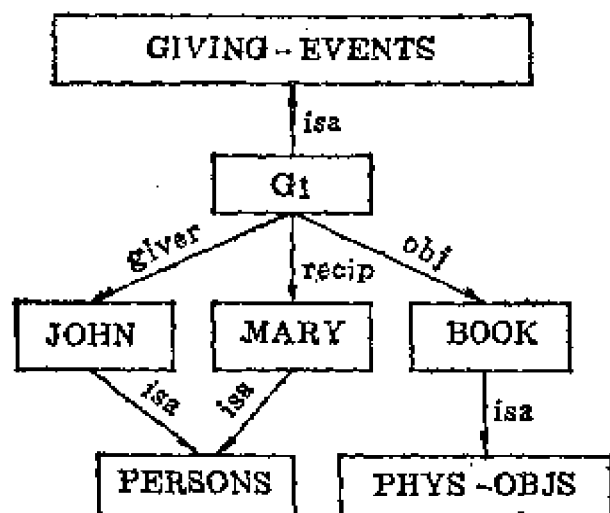 GIVING-EVENTS
isa
G1
giver recip obj
JOHN MARY BOOK
isa isa isa
PERSONS PHYS-OBJS